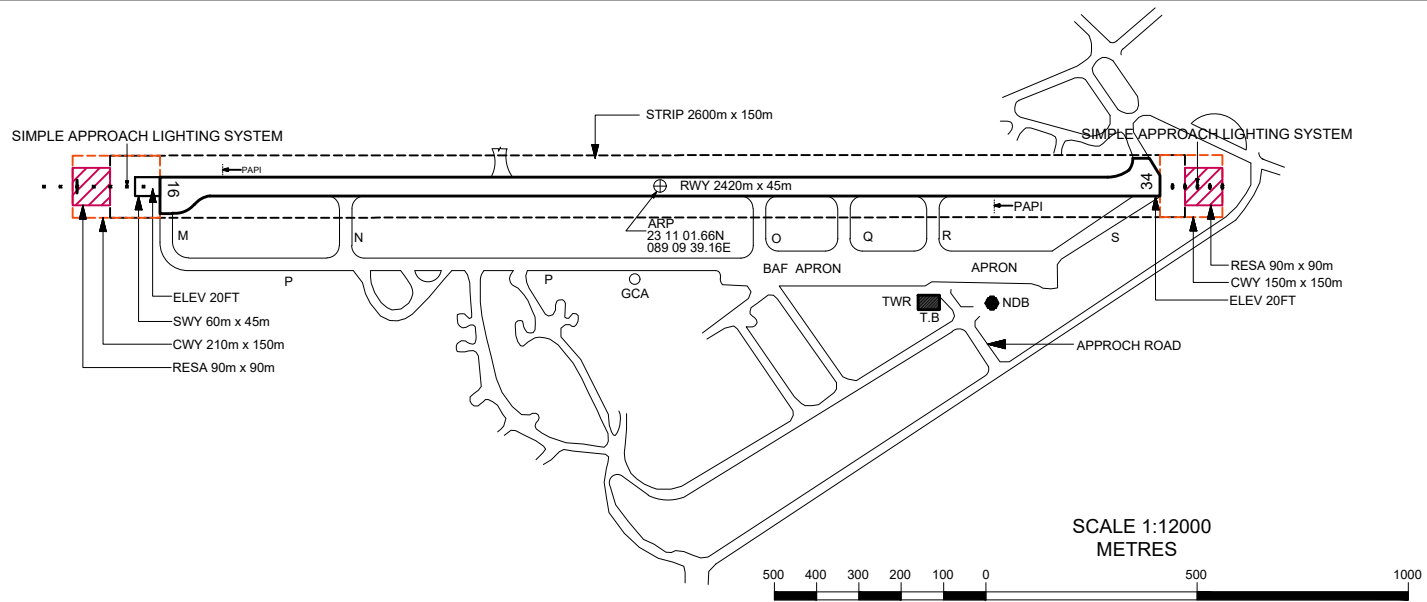 STRIP 2600m x 150m
SIMPLE APPROACH LIGHTING SYSTEM
SIMPLE APPROACH LIGHTING SYSTEM
PAPI
16
RWY 2420m x 45m
34
PAPI
ARP
23 11 01.66N
089 09 39.16E
M
N
O
Q
R
S
P
P
GCA
BAF APRON
APRON
RESA 90m x 90m
CWY 150m x 150m
ELEV 20FT
ELEV 20FT
SWY 60m x 45m
CWY 210m x 150m
RESA 90m x 90m
TWR
T.B
NDB
APPROCH ROAD
SCALE 1:12000
METRES
500 400 300 200 100 0 500 1000